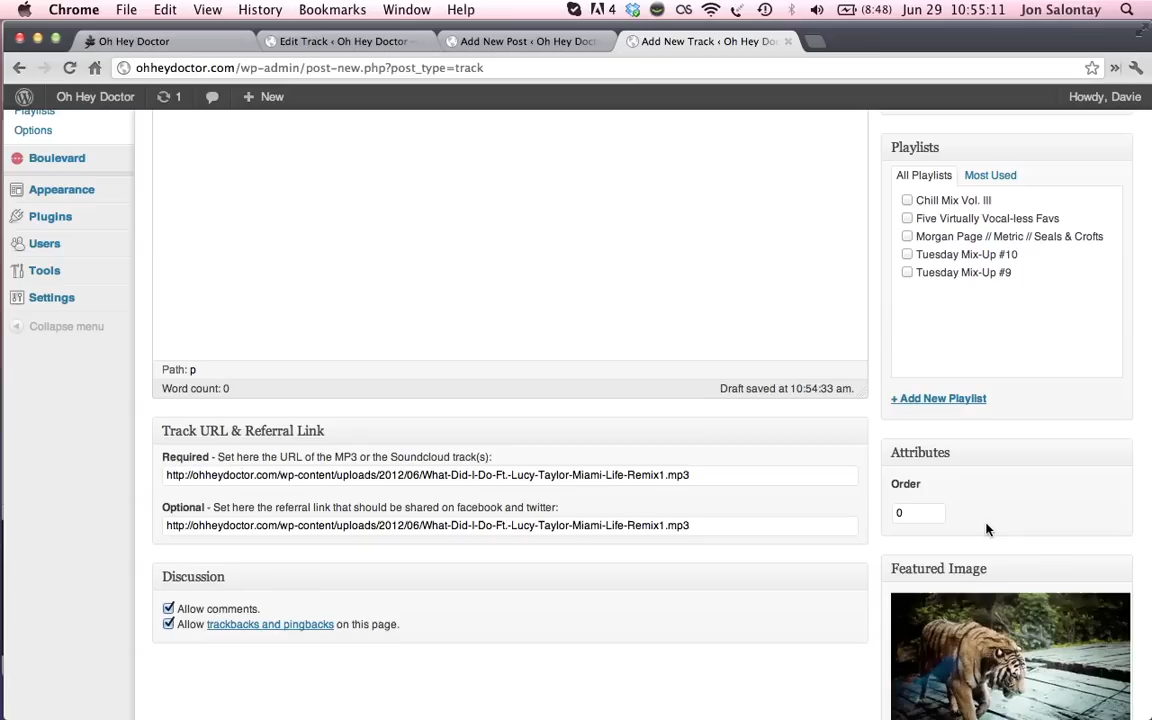 Chrome File Edit View History Bookmarks Window Help 4 (8:48) Jun 29 10:55:11 Jon Salontay
Oh Hey Doctor Edit Track ‹ Oh Hey Doctor Add New Post ‹ Oh Hey Doct Add New Track ‹ Oh Hey Do
ohheydoctor.com/wp-admin/post-new.php?post_type=track
Oh Hey Doctor 1 + New Howdy, Davie
Playlists
Options
Boulevard
Appearance
Plugins
Users
Tools
Settings
Collapse menu
Path: p
Word count: 0 Draft saved at 10:54:33 am.
Track URL & Referral Link
Required - Set here the URL of the MP3 or the Soundcloud track(s):
http://ohheydoctor.com/wp-content/uploads/2012/06/What-Did-I-Do-Ft.-Lucy-Taylor-Miami-Life-Remix1.mp3
Optional - Set here the referral link that should be shared on facebook and twitter:
http://ohheydoctor.com/wp-content/uploads/2012/06/What-Did-I-Do-Ft.-Lucy-Taylor-Miami-Life-Remix1.mp3
Discussion
Allow comments.
Allow trackbacks and pingbacks on this page.
Playlists
All Playlists Most Used
Chill Mix Vol. III
Five Virtually Vocal-less Favs
Morgan Page // Metric // Seals & Crofts
Tuesday Mix-Up #10
Tuesday Mix-Up #9
+ Add New Playlist
Attributes
Order
0
Featured Image